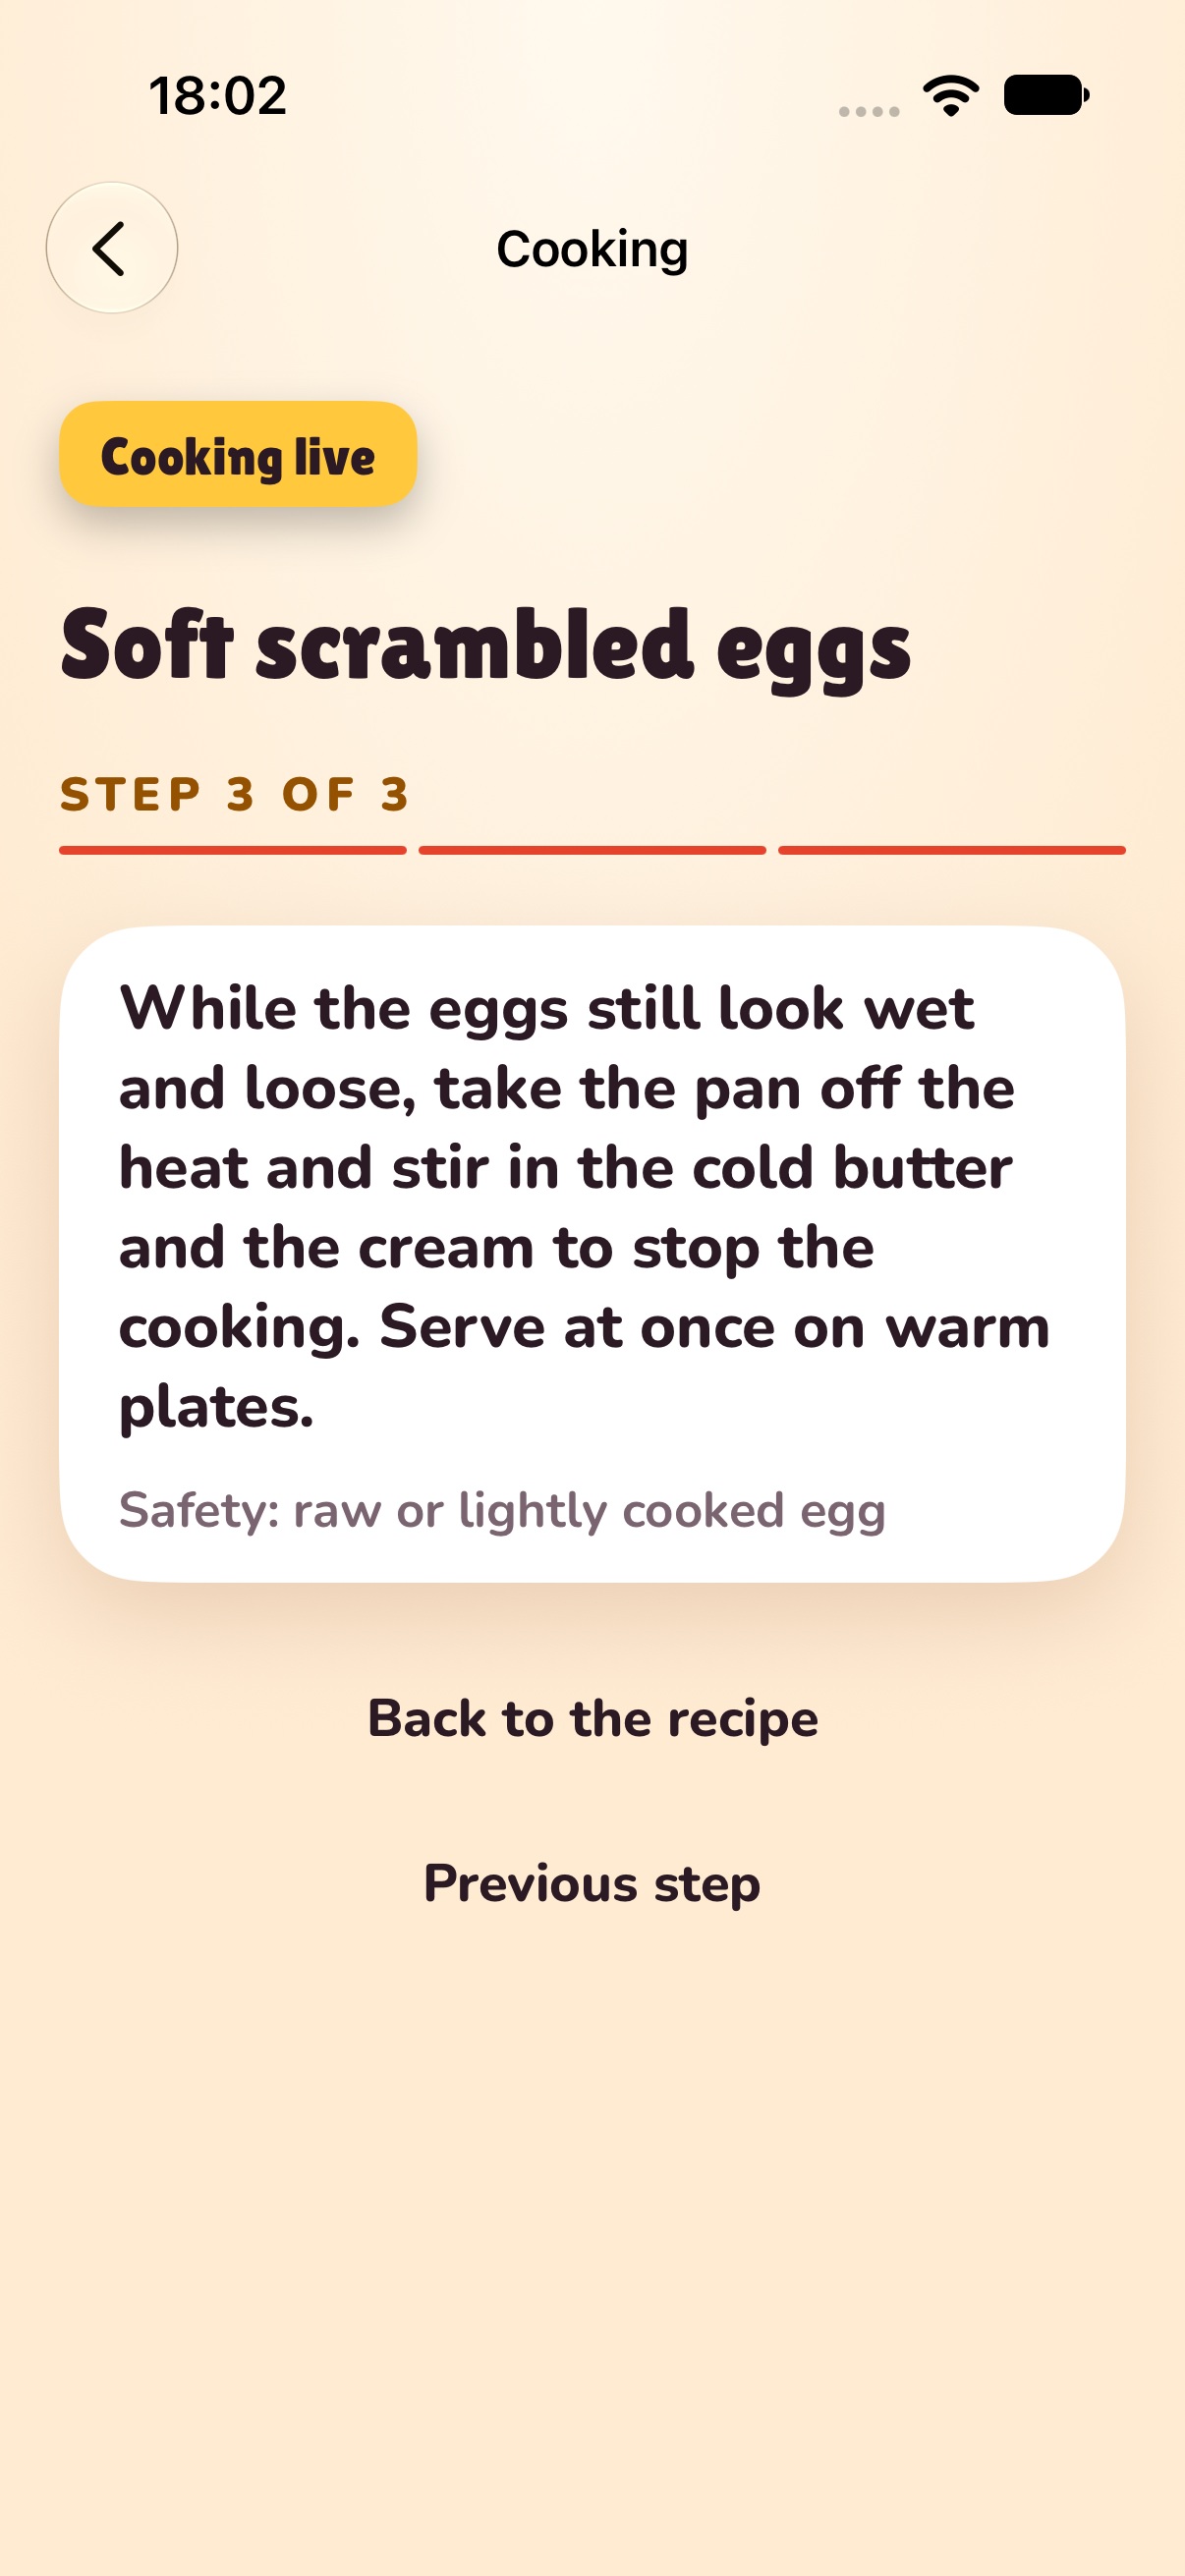 18:02
Cooking
Cooking live
Soft scrambled eggs
STEP 3 OF 3
While the eggs still look wet
and loose, take the pan off the
heat and stir in the cold butter
and the cream to stop the
cooking. Serve at once on warm
plates.
Safety: raw or lightly cooked egg
Back to the recipe
Previous step